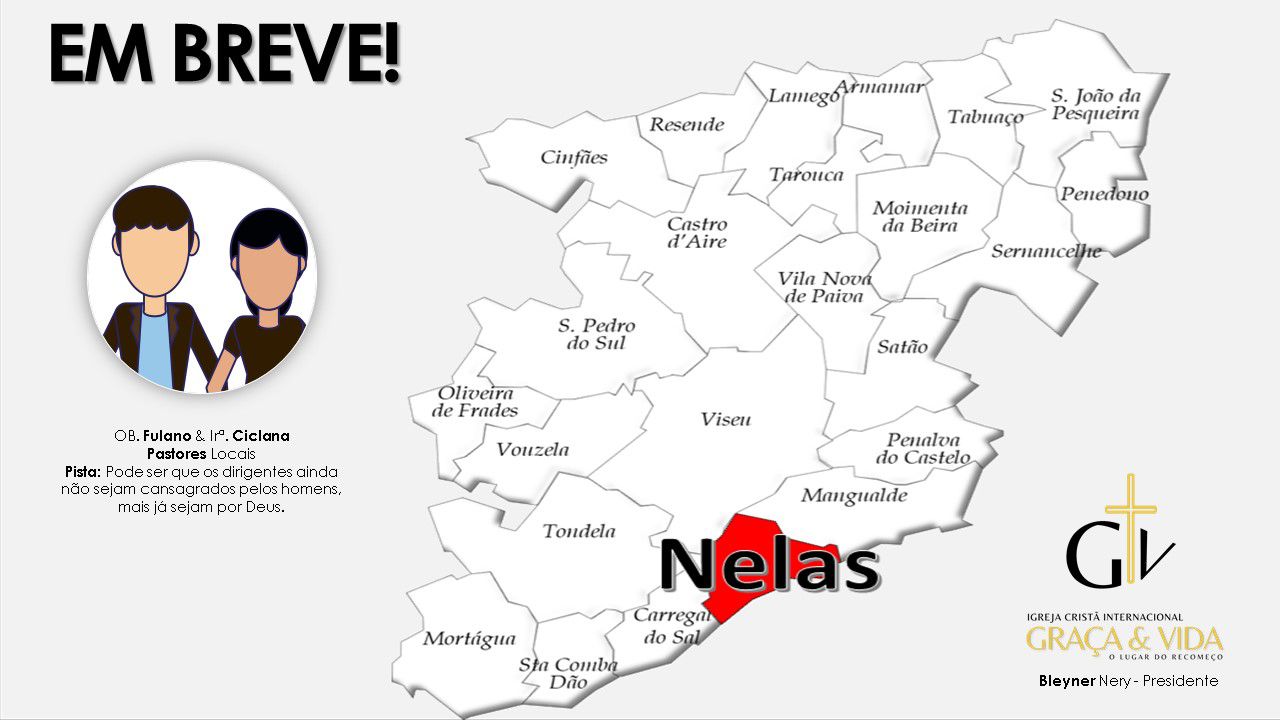 EM BREVE!
Lamego
Armamar
Tabuaço
S. João da
Pesqueira
Resende
Cinfães
Tarouca
Penedono
Castro
d'Aire
Moimenta
da Beira
Sernancelhe
Vila Nova
de Paiva
S. Pedro
do Sul
Satão
Oliveira
de Frades
Viseu
Vouzela
Penalva
do Castelo
Mangualde
Tondela
Nelas
Carregal
do Sal
Mortágua
Sta Comba
Dão
OB. Fulano & Irª. Ciclana
Pastores Locais
Pista: Pode ser que corpo gentes ainda
não sejam cansagrados pelos homens,
mais já sejam por Deus.
GV
IGREJA CRISTÃ INTERNACIONAL
GRAÇA & VIDA
O LUGAR DO RECOMEÇO
Bleyner Nery - Presidente